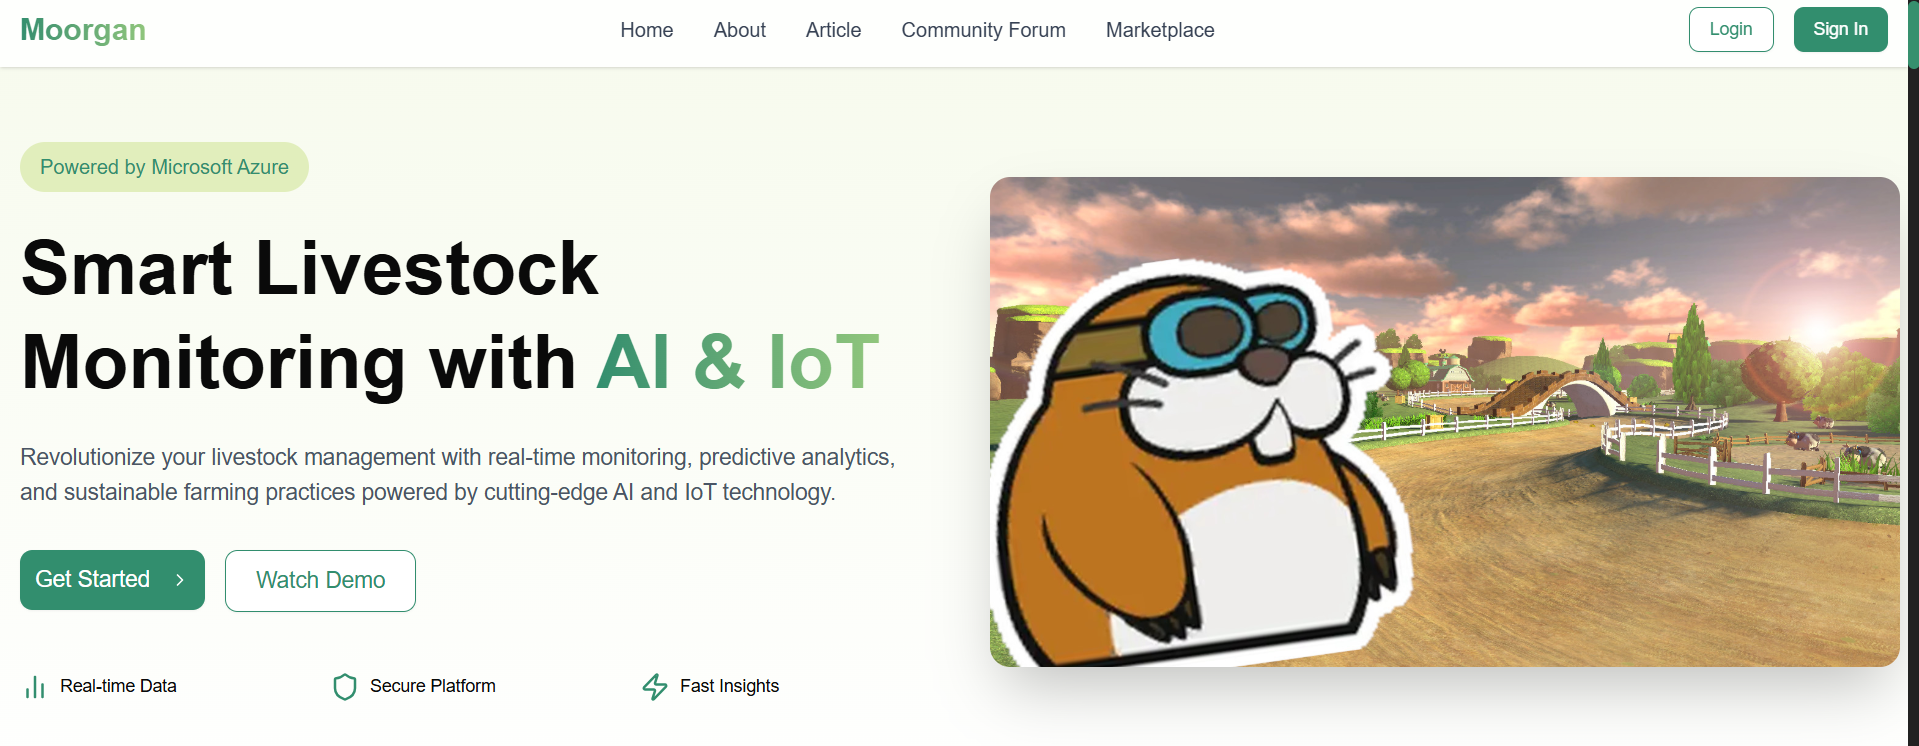 Moorgan
Home
About
Article
Community Forum
Marketplace
Login
Sign In
Powered by Microsoft Azure
Smart Livestock
Monitoring with AI & IoT
Revolutionize your livestock management with real-time monitoring, predictive analytics,
and sustainable farming practices powered by cutting-edge AI and IoT technology.
Get Started
Watch Demo
Real-time Data
Secure Platform
Fast Insights